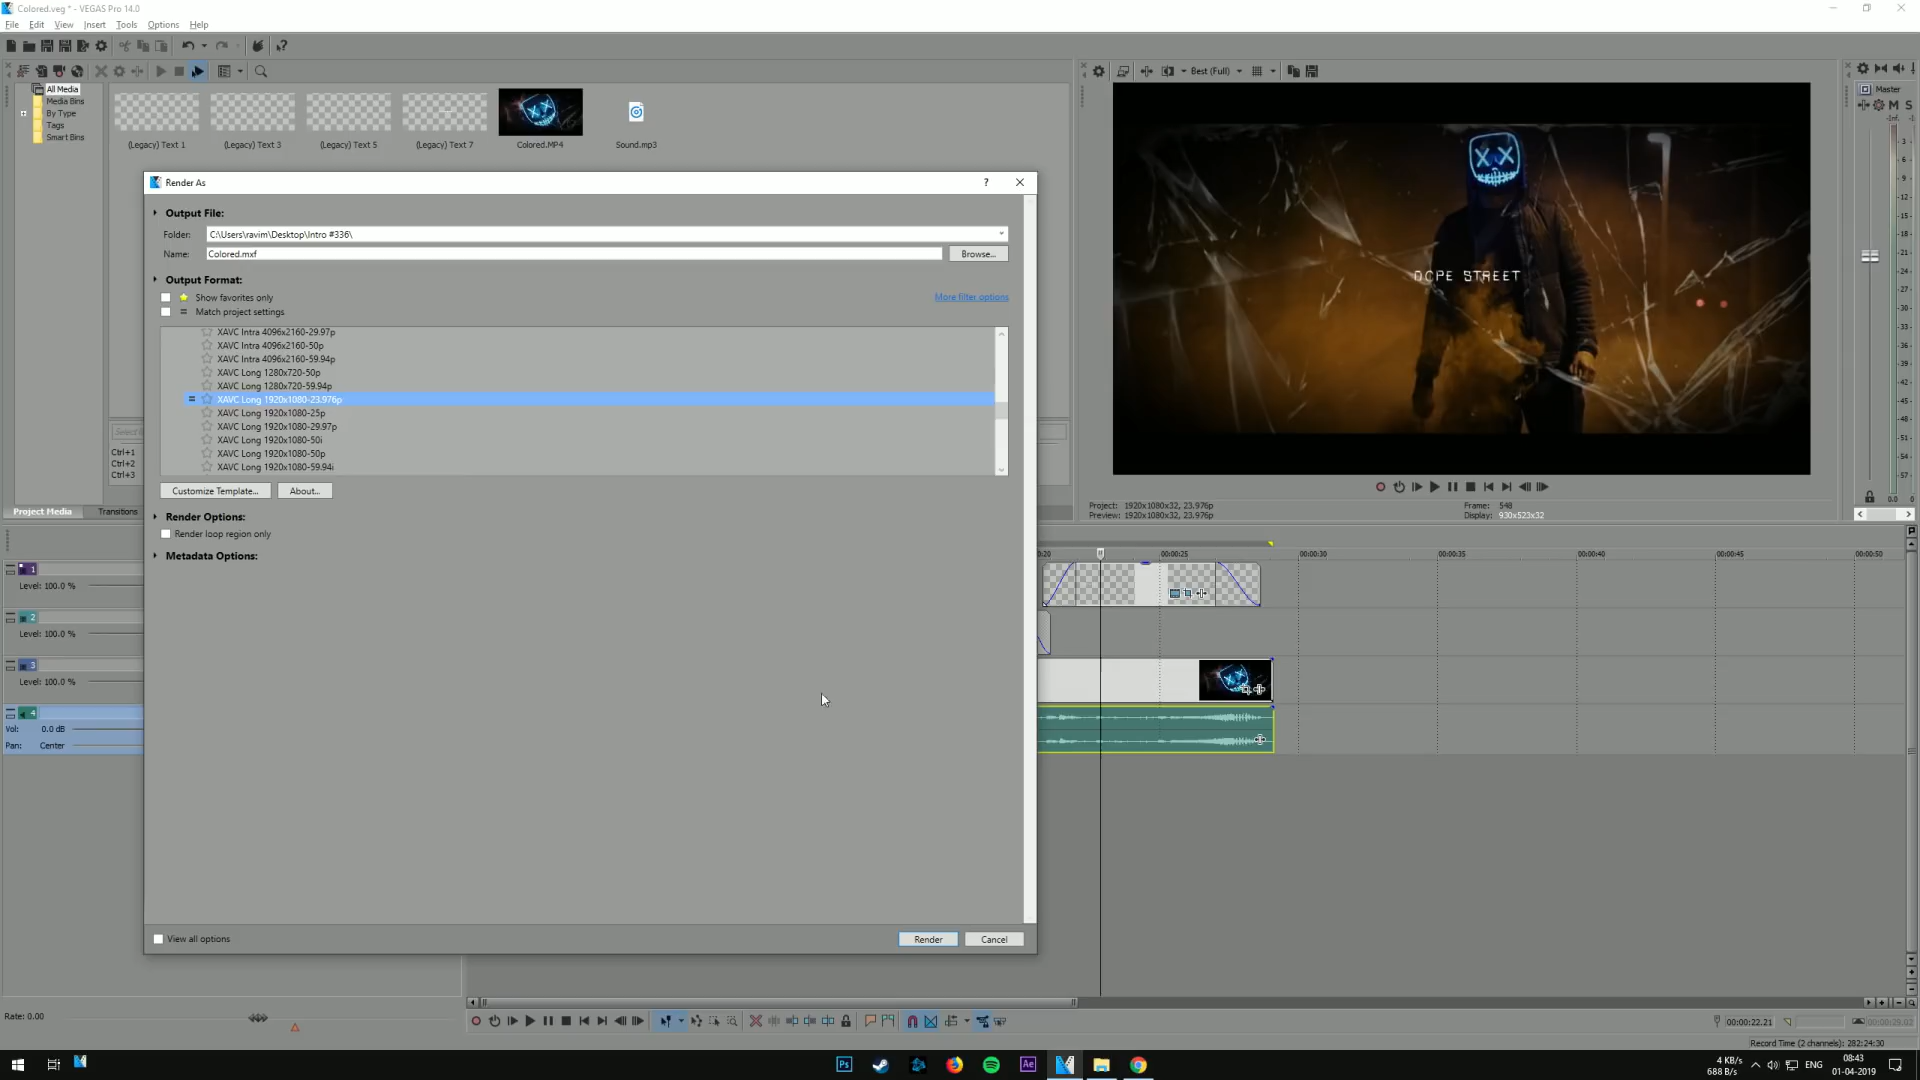 Colored.veg * - VEGAS Pro 14.0
File Edit View Insert Tools Options Help
All Media
Media Bins
By Type
Tags
Smart Bins
(Legacy) Text 1
(Legacy) Text 3
(Legacy) Text 5
(Legacy) Text 7
Colored.MP4
Sound.mp3
Best (Full)
Master
M S
DOPE STREET
Render As
Output File:
Folder: C:\Users\ravim\Desktop\Intro #336\
Name: Colored.mxf
Browse...
Output Format:
Show favorites only
More filter options
Match project settings
XAVC Intra 4096x2160-29.97p
XAVC Intra 4096x2160-50p
XAVC Intra 4096x2160-59.94p
XAVC Long 1280x720-50p
XAVC Long 1280x720-59.94p
XAVC Long 1920x1080-23.976p
XAVC Long 1920x1080-25p
XAVC Long 1920x1080-29.97p
XAVC Long 1920x1080-50i
XAVC Long 1920x1080-50p
XAVC Long 1920x1080-59.94i
Ctrl+1
Ctrl+2
Ctrl+3
Customize Template...
About...
Render Options:
Render loop region only
Metadata Options:
View all options
Render
Cancel
Project Media
Transitions
Project: 1920x1080x32, 23.976p
Preview: 1920x1080x32, 23.976p
Frame: 548
Display: 930x523x32
00:00:25
00:00:30
00:00:35
00:00:40
00:00:45
00:00:50
1
Level: 100.0 %
2
Level: 100.0 %
3
Level: 100.0 %
4
Vol: 0.0 dB
Pan: Center
Rate: 0.00
00:00:22.21
00:00:29.02
Record Time (2 channels): 282:24:30
4 KB/s
688 B/s
ENG
08:43
01-04-2019